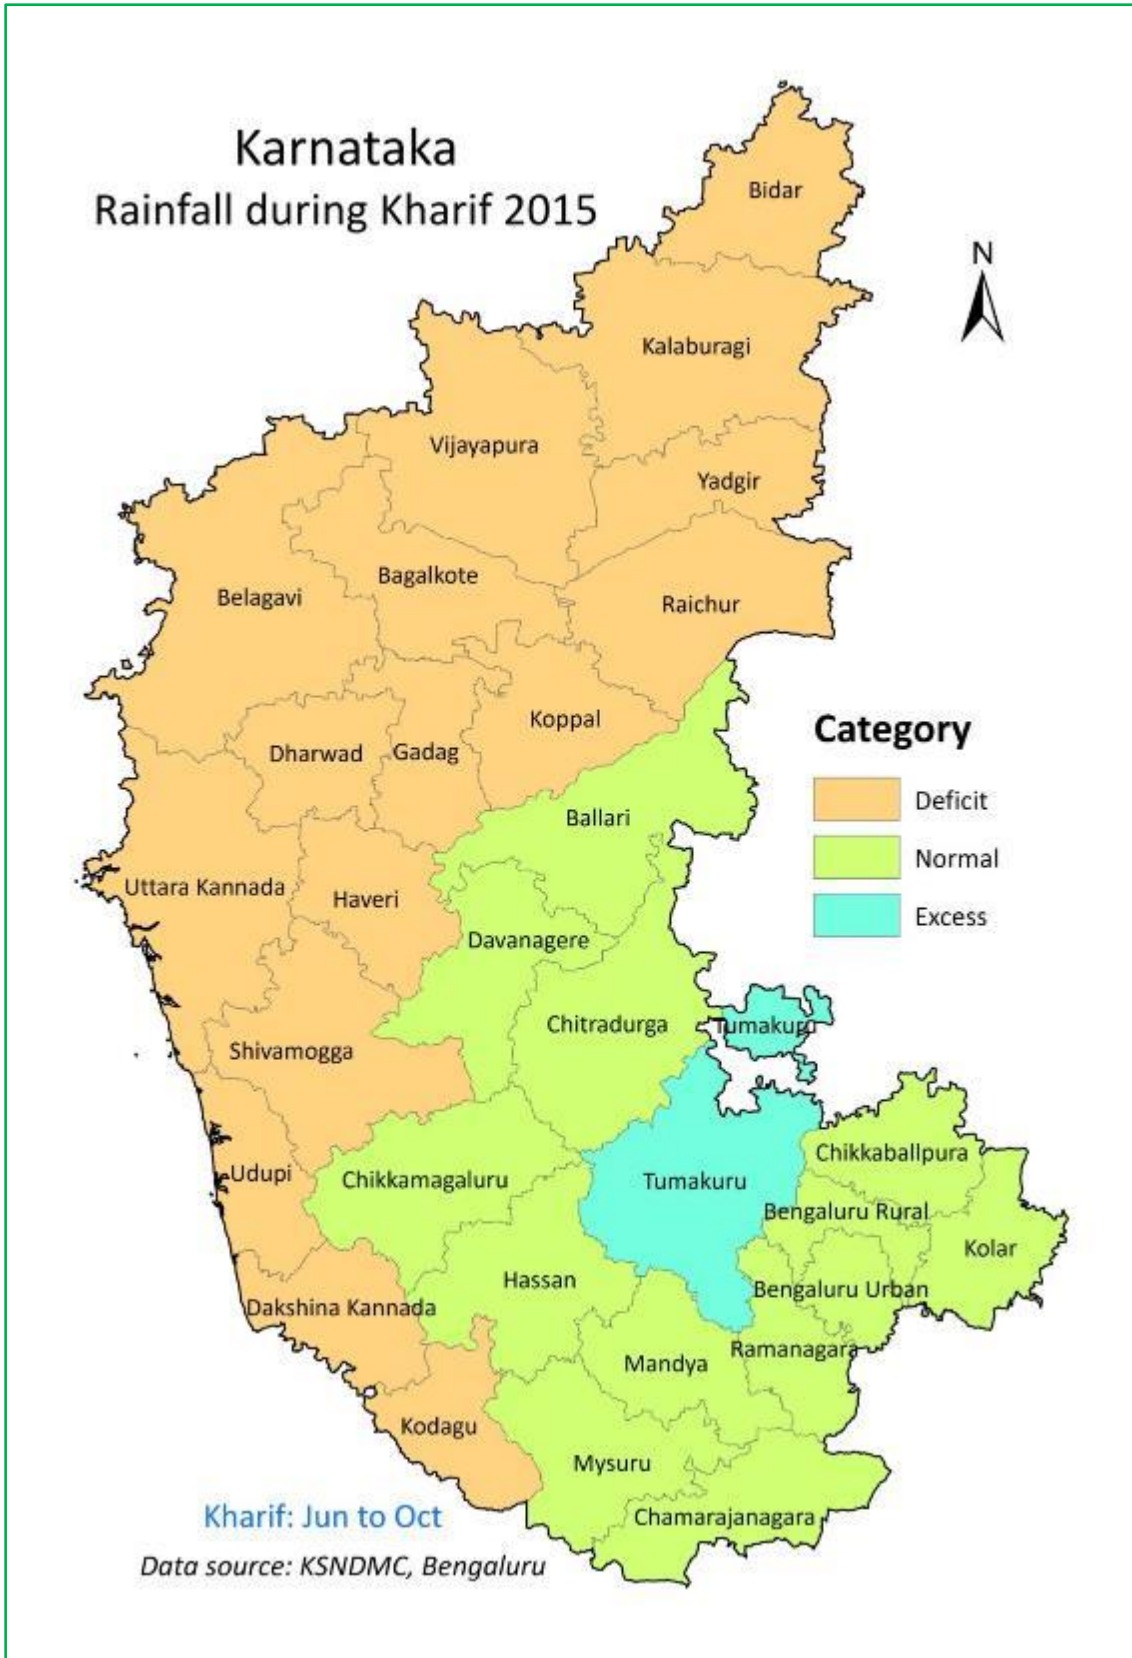 Karnataka
Rainfall during Kharif 2015
Bidar
N
Kalaburagi
Vijayapura
Yadgir
Bagalkote
Belagavi
Raichur
Koppal
Dharwad
Gadag
Category
Deficit
Ballari
Normal
Uttara Kannada
Haveri
Excess
Davanagere
Chitradurga
Tumakuru
Shivamogga
Chikkaballpura
Udupi
Chikkamagaluru
Tumakuru
Bengaluru Rural
Kolar
Hassan
Bengaluru Urban
Dakshina Kannada
Ramanagara
Mandya
Kodagu
Mysuru
Chamarajanagara
Kharif: Jun to Oct
Data source: KSNDMC, Bengaluru